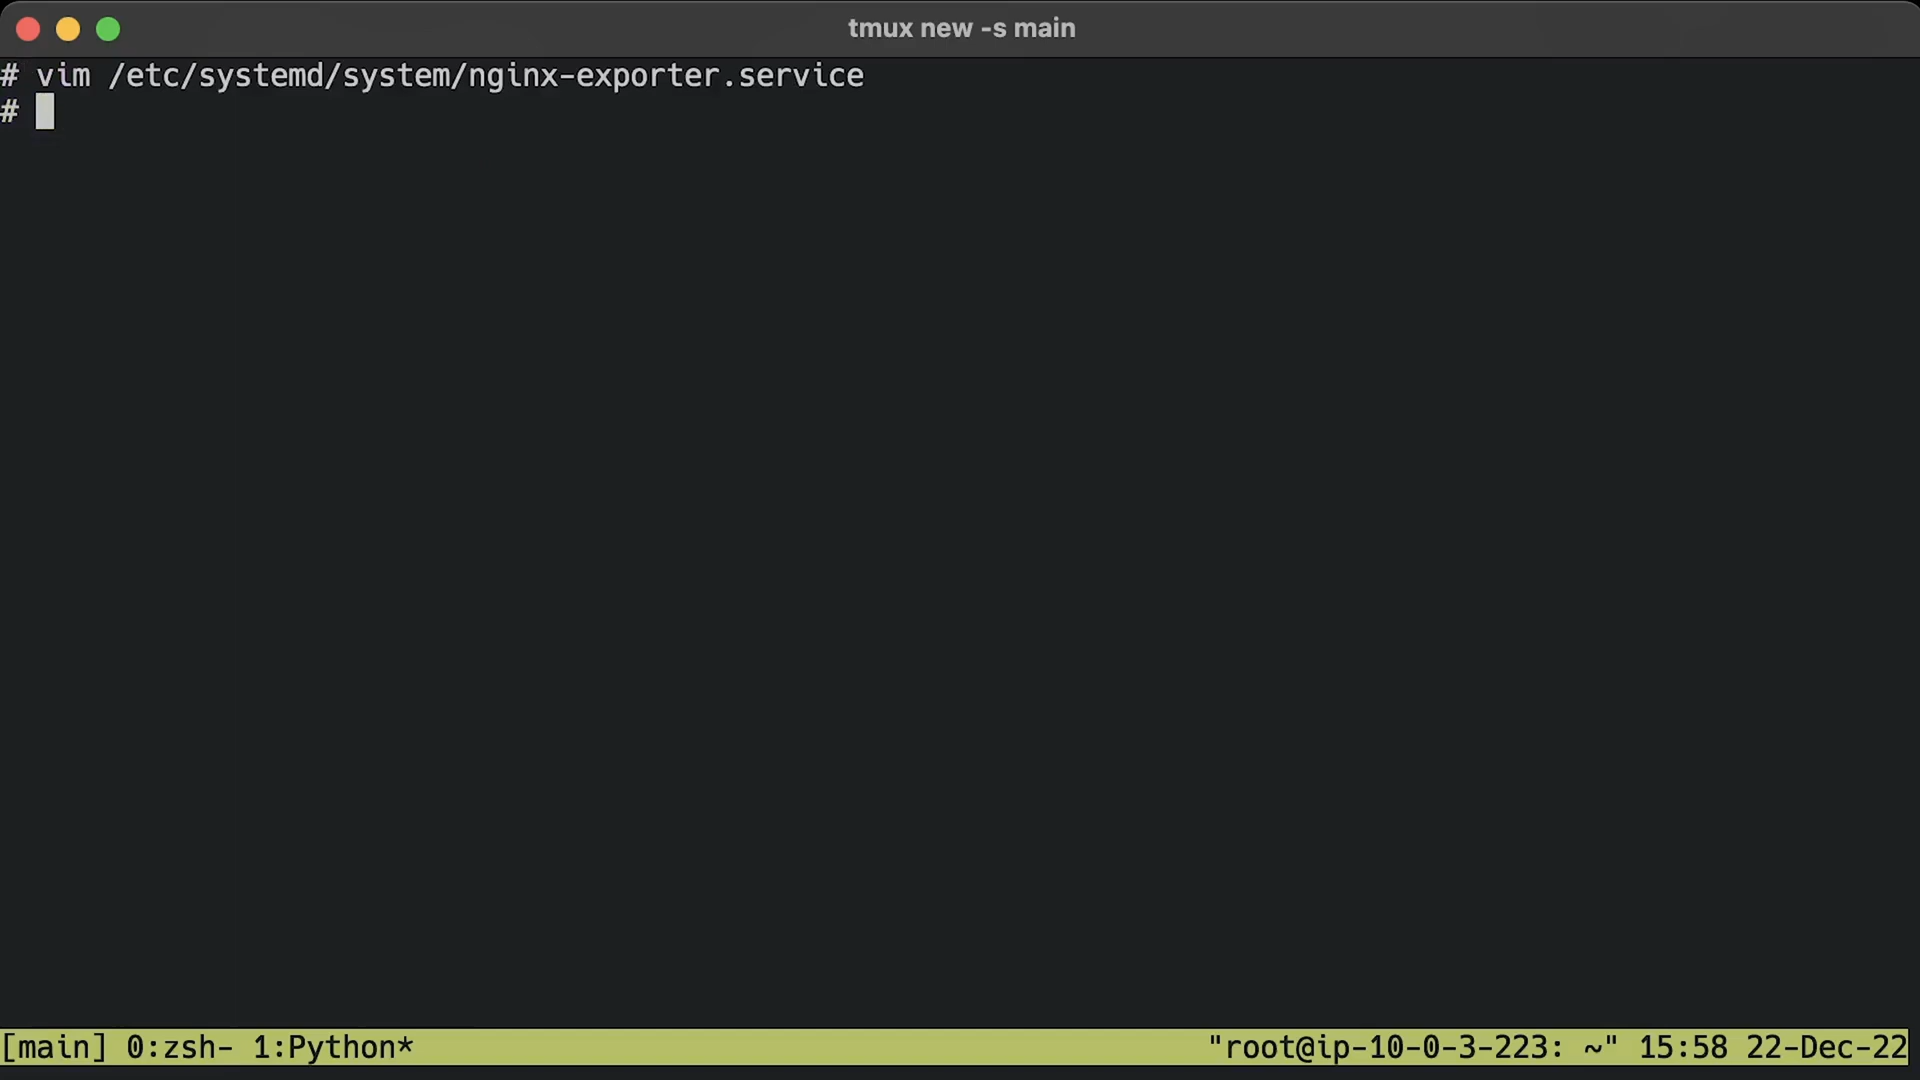 tmux new -s main
# vim /etc/systemd/system/nginx-exporter.service
#
[main] 0:zsh- 1:Python* "root@ip-10-0-3-223: ~" 15:58 22-Dec-22